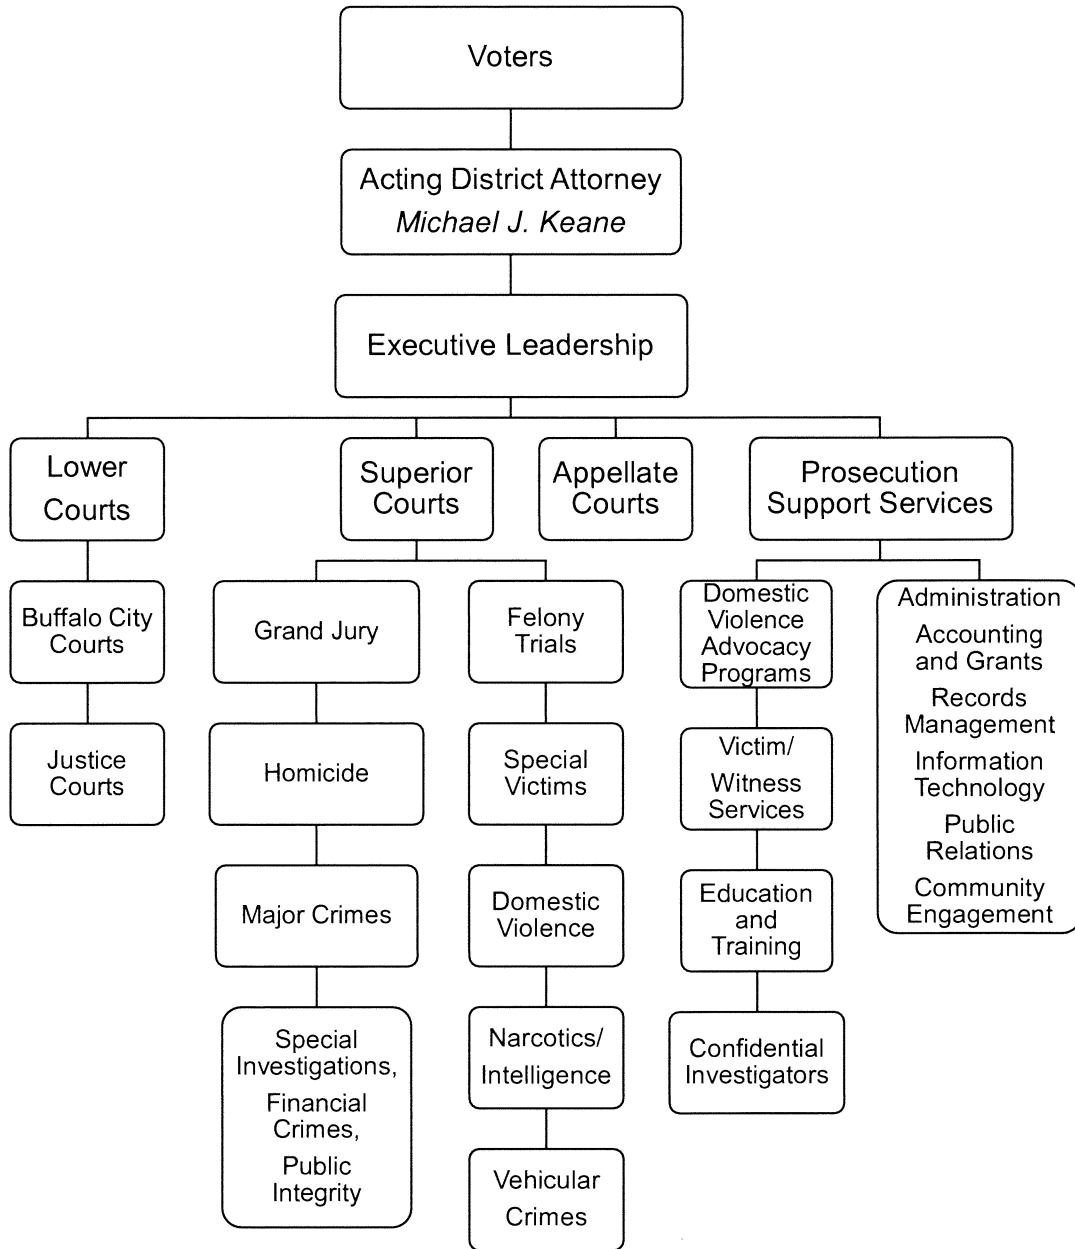 Voters
Acting District Attorney
Michael J. Keane
Executive Leadership
Lower
Courts
Superior
Courts
Appellate
Courts
Prosecution
Support Services
Buffalo City
Courts
Justice
Courts
Grand Jury
Homicide
Major Crimes
Special
Investigations,
Financial
Crimes,
Public
Integrity
Felony
Trials
Special
Victims
Domestic
Violence
Narcotics/
Intelligence
Vehicular
Crimes
Domestic
Violence
Advocacy
Programs
Victim/
Witness
Services
Education
and
Training
Confidential
Investigators
Administration
Accounting
and Grants
Records
Management
Information
Technology
Public
Relations
Community
Engagement